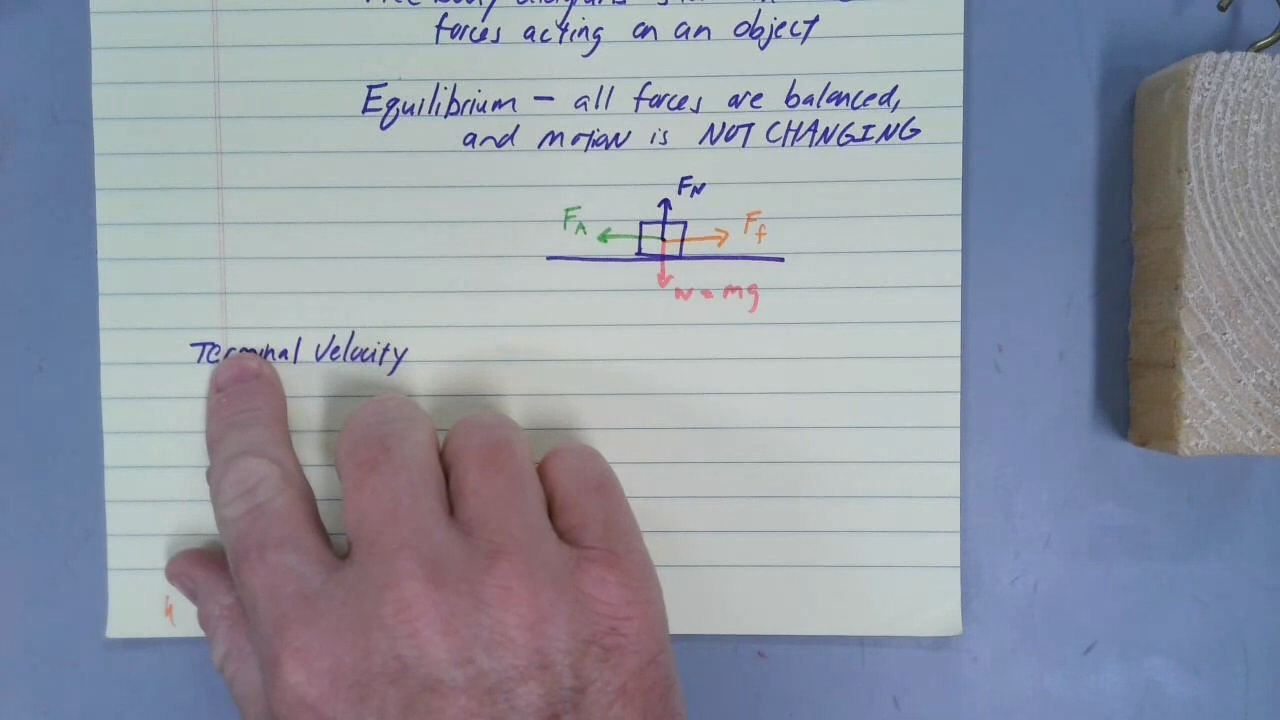 forces acting on an object
Equilibrium - all forces are balanced,
and motion is NOT CHANGING
FN
FA
Ff
w = mg
Terminal Velocity
4